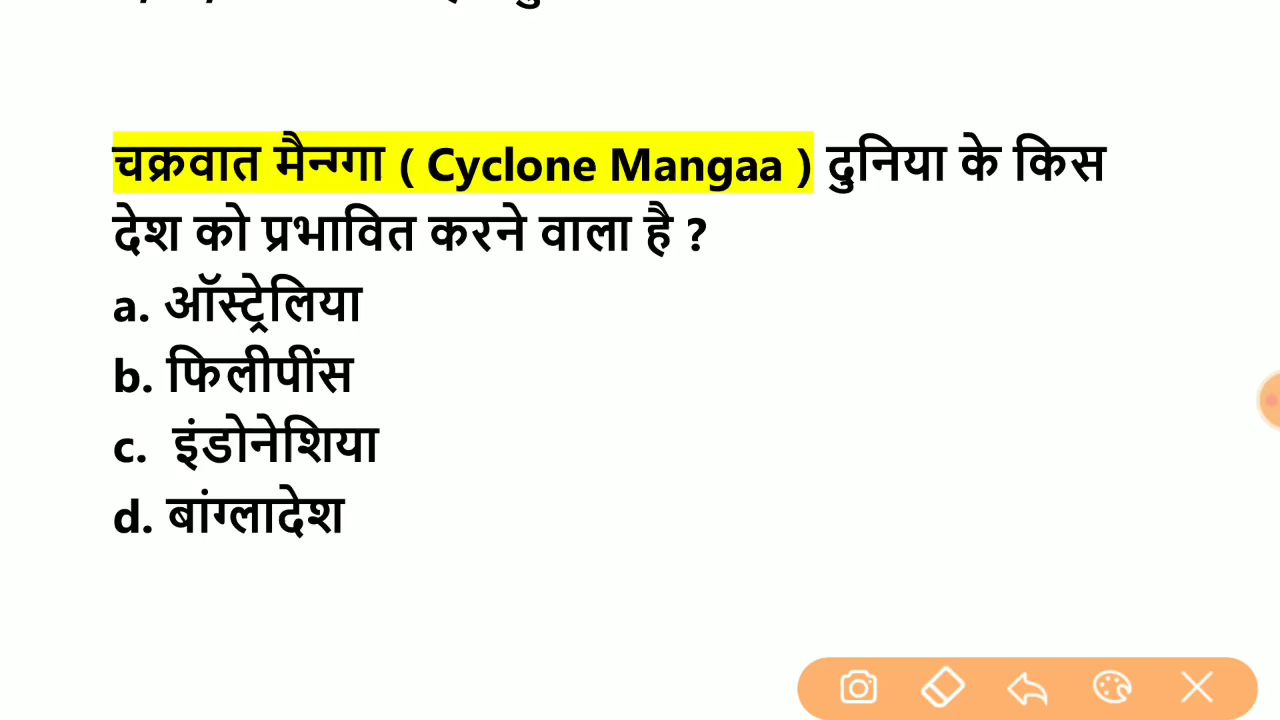 चक्रवात मैन्ग्गा ( Cyclone Mangaa ) दुनिया के किस
देश को प्रभावित करने वाला है ?
a. ऑस्ट्रेलिया
b. फिलीपींस
c. इंडोनेशिया
d. बांग्लादेश